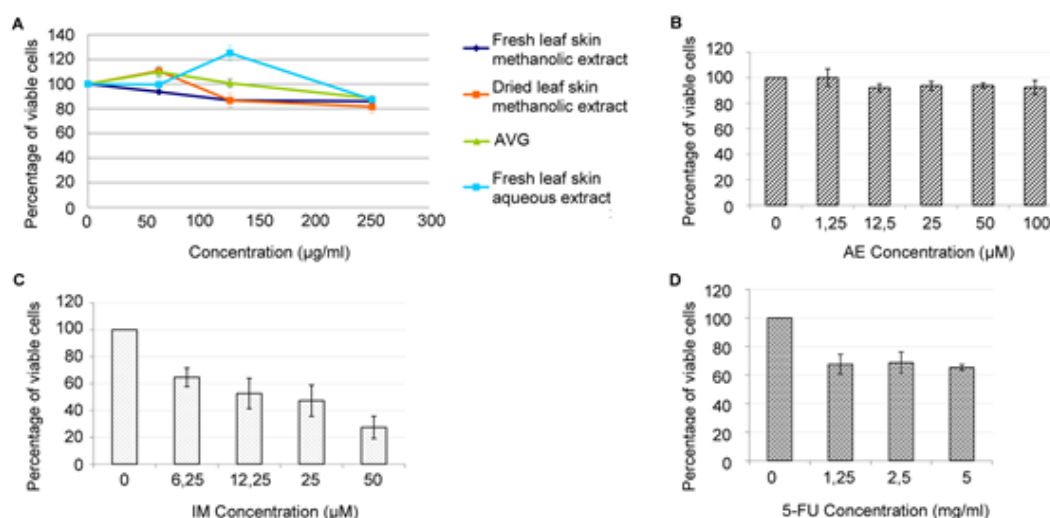 A
Percentage of viable cells
140
120
100
80
60
40
20
0
0 50 100 150 200 250 300
Concentration (µg/ml)
Fresh leaf skin
methanolic extract
Dried leaf skin
methanolic extract
AVG
Fresh leaf skin
aqueous extract
B
Percentage of viable cells
120
100
80
60
40
20
0
0 1,25 12,5 25 50 100
AE Concentration (µM)
C
Percentage of viable cells
120
100
80
60
40
20
0
0 6,25 12,25 25 50
IM Concentration (µM)
D
Percentage of viable cells
120
100
80
60
40
20
0
0 1,25 2,5 5
5-FU Concentration (mg/ml)